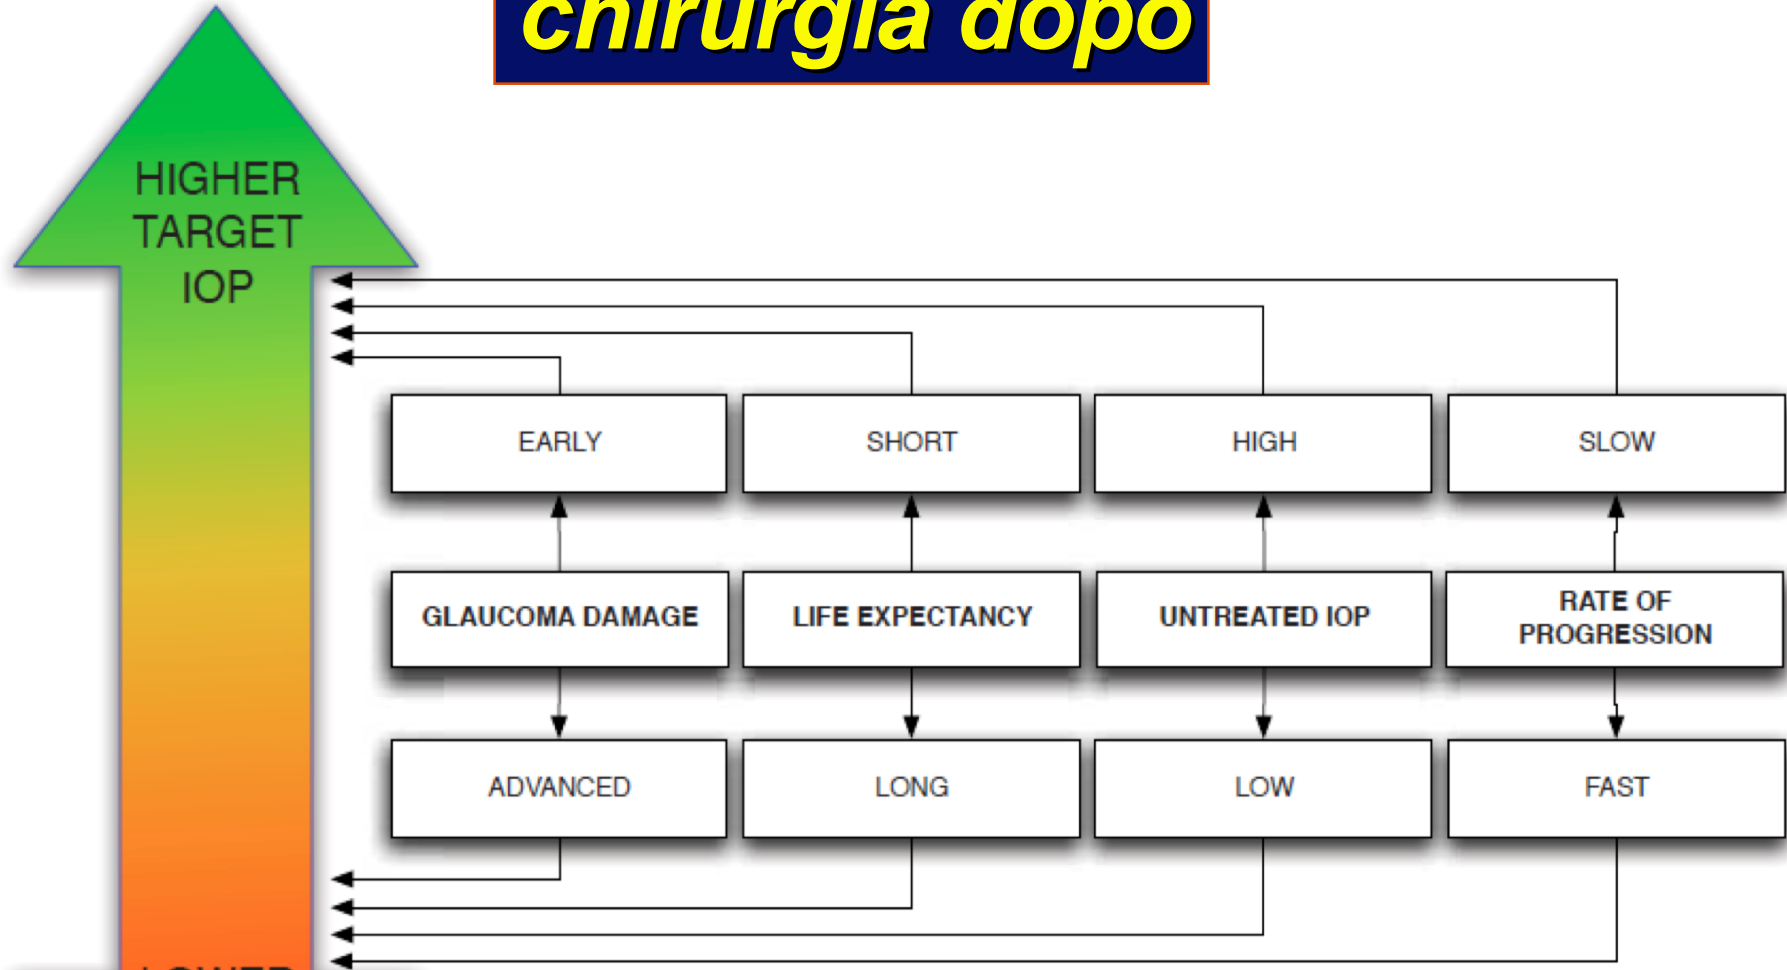 chirurgia dopo
HIGHER
TARGET
IOP
EARLY
SHORT
HIGH
SLOW
GLAUCOMA DAMAGE
LIFE EXPECTANCY
UNTREATED IOP
RATE OF
PROGRESSION
ADVANCED
LONG
LOW
FAST
LOWER